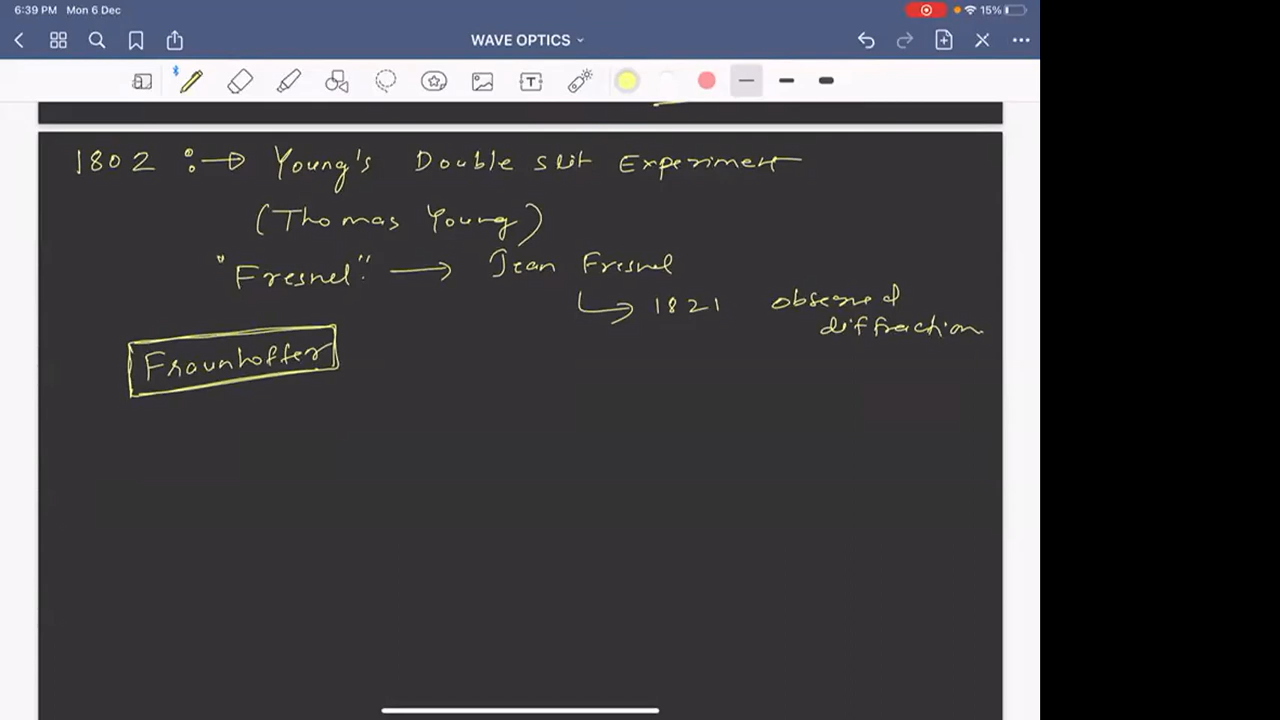 6:39 PM Mon 6 Dec
15%
WAVE OPTICS
T
1802 :→ Young's Double slit Experiment
(Thomas Young)
"Fresnel" → Jean Fresnel
↳ 1821 observed
diffraction
Fraunhoffer